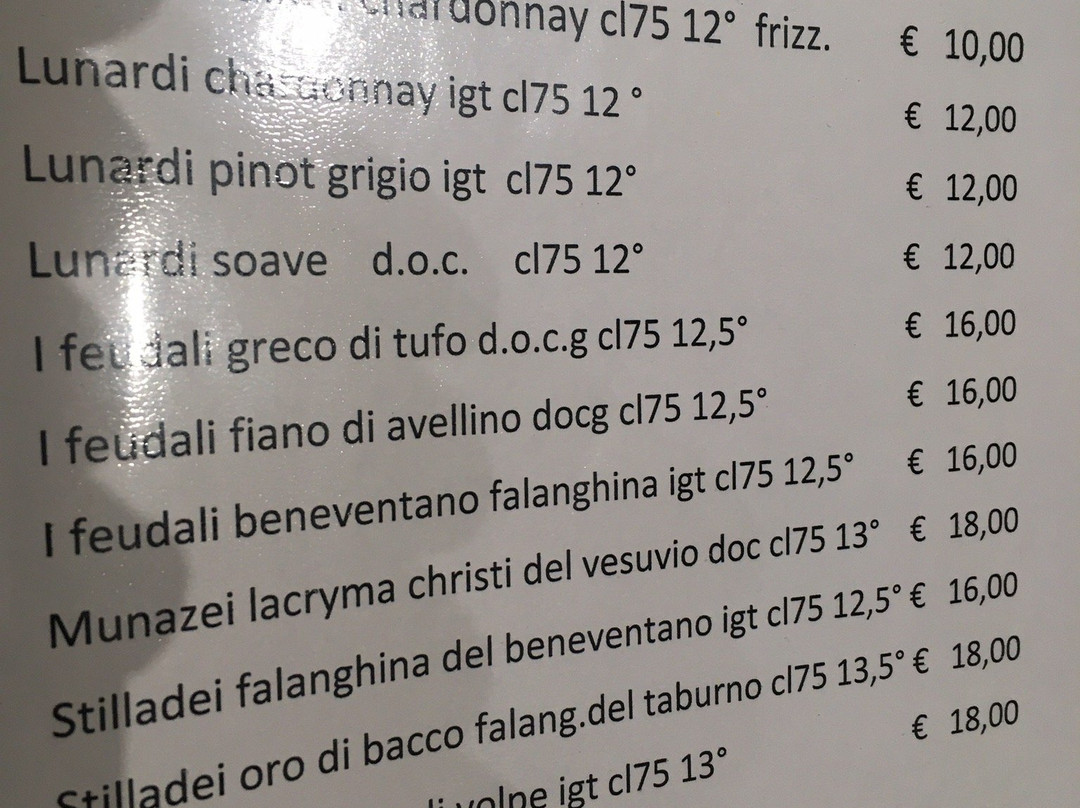 chardonnay cl75 12° frizz. € 10,00
Lunardi chardonnay igt cl75 12 ° € 12,00
Lunardi pinot grigio igt cl75 12° € 12,00
Lunardi soave d.o.c. cl75 12° € 12,00
I feudali greco di tufo d.o.c.g cl75 12,5° € 16,00
I feudali fiano di avellino docg cl75 12,5° € 16,00
I feudali beneventano falanghina igt cl75 12,5° € 16,00
Munazei lacryma christi del vesuvio doc cl75 13° € 18,00
Stilladei falanghina del beneventano igt cl75 12,5° € 16,00
Stilladei oro di bacco falang.del taburno cl75 13,5° € 18,00
di volpe igt cl75 13° € 18,00